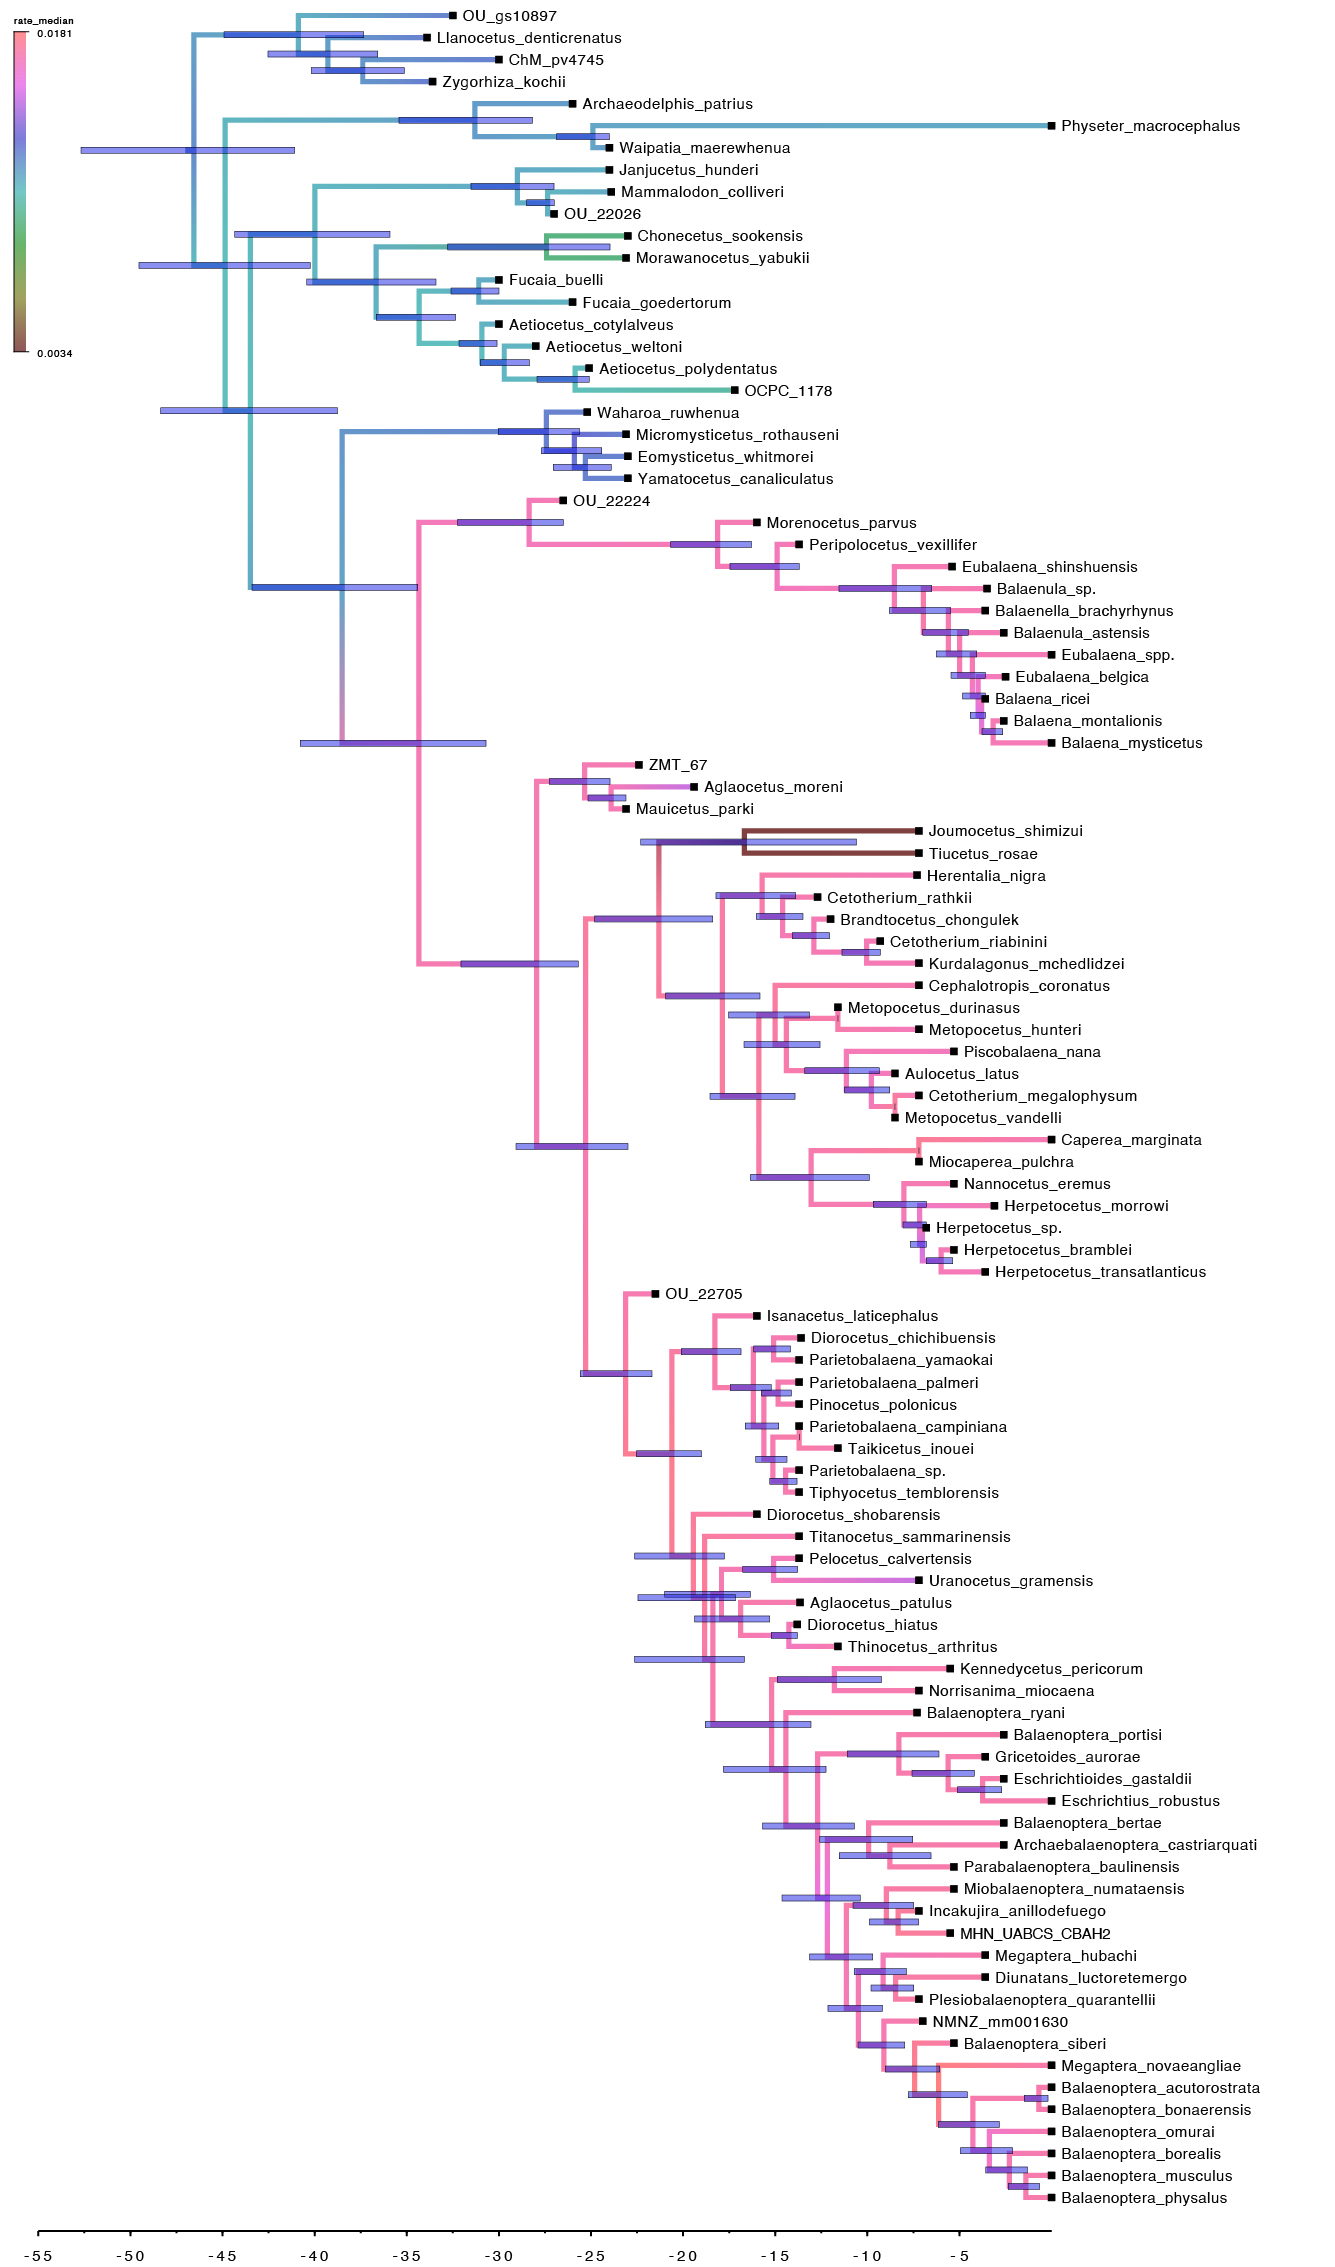 rate_median
0.0181
0.0034
OU_gs10897
Llanocetus_denticrenatus
ChM_pv4745
Zygorhiza_kochii
Archaeodelphis_patrius
Physeter_macrocephalus
Waipatia_maerewhenua
Janjucetus_hunderi
Mammalodon_colliveri
OU_22026
Chonecetus_sookensis
Morawanocetus_yabukii
Fucaia_buelli
Fucaia_goedertorum
Aetiocetus_cotylalveus
Aetiocetus_weltoni
Aetiocetus_polydentatus
OCPC_1178
Waharoa_ruwhenua
Micromysticetus_rothauseni
Eomysticetus_whitmorei
Yamatocetus_canaliculatus
OU_22224
Morenocetus_parvus
Peripolocetus_vexillifer
Eubalaena_shinshuensis
Balaenula_sp.
Balaenella_brachyrhynus
Balaenula_astensis
Eubalaena_spp.
Eubalaena_belgica
Balaena_ricei
Balaena_montalionis
Balaena_mysticetus
ZMT_67
Aglaocetus_moreni
Mauicetus_parki
Joumocetus_shimizui
Tiucetus_rosae
Herentalia_nigra
Cetotherium_rathkii
Brandtocetus_chongulek
Cetotherium_riabinini
Kurdalagonus_mchedlidzei
Cephalotropis_coronatus
Metopocetus_durinasus
Metopocetus_hunteri
Piscobalaena_nana
Aulocetus_latus
Cetotherium_megalophysum
Metopocetus_vandelli
Caperea_marginata
Miocaperea_pulchra
Nannocetus_eremus
Herpetocetus_morrowi
Herpetocetus_sp.
Herpetocetus_bramblei
Herpetocetus_transatlanticus
OU_22705
Isanacetus_laticephalus
Diorocetus_chichibuensis
Parietobalaena_yamaokai
Parietobalaena_palmeri
Pinocetus_polonicus
Parietobalaena_campiniana
Taikicetus_inouei
Parietobalaena_sp.
Tiphyocetus_temblorensis
Diorocetus_shobarensis
Titanocetus_sammarinensis
Pelocetus_calvertensis
Uranocetus_gramensis
Aglaocetus_patulus
Diorocetus_hiatus
Thinocetus_arthritus
Kennedycetus_pericorum
Norrisanima_miocaena
Balaenoptera_ryani
Balaenoptera_portisi
Gricetoides_aurorae
Eschrichtioides_gastaldii
Eschrichtius_robustus
Balaenoptera_bertae
Archaebalaenoptera_castriarquati
Parabalaenoptera_baulinensis
Miobalaenoptera_numataensis
Incakujira_anillodefuego
MHN_UABCS_CBAH2
Megaptera_hubachi
Diunatans_luctoretemergo
Plesiobalaenoptera_quarantellii
NMNZ_mm001630
Balaenoptera_siberi
Megaptera_novaeangliae
Balaenoptera_acutorostrata
Balaenoptera_bonaerensis
Balaenoptera_omurai
Balaenoptera_borealis
Balaenoptera_musculus
Balaenoptera_physalus
-55 -50 -45 -40 -35 -30 -25 -20 -15 -10 -5